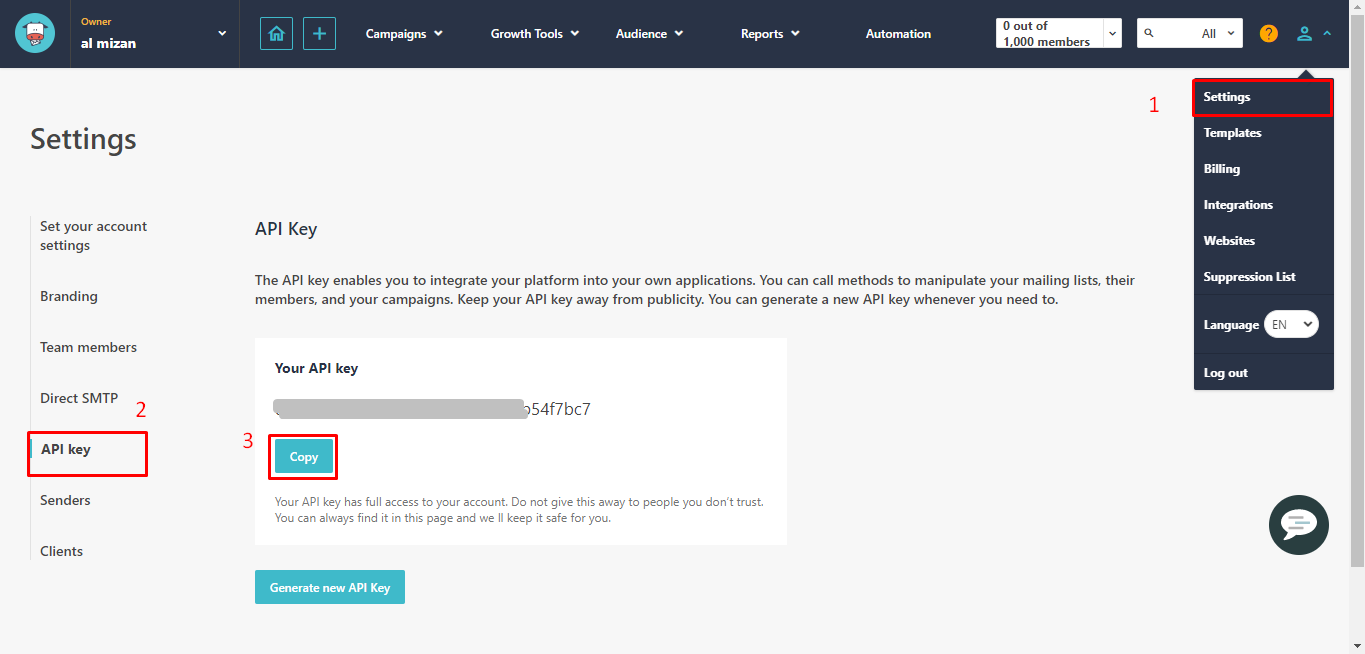 Owner
al mizan
Campaigns
Growth Tools
Audience
Reports
Automation
0 out of
1,000 members
All
?
1
Settings
Templates
Billing
Integrations
Websites
Suppression List
Language EN
Log out
Settings
Set your account
settings
Branding
Team members
Direct SMTP
2
API key
Senders
Clients
API Key
The API key enables you to integrate your platform into your own applications. You can call methods to manipulate your mailing lists, their
members, and your campaigns. Keep your API key away from publicity. You can generate a new API key whenever you need to.
Your API key
54f7bc7
3
Copy
Your API key has full access to your account. Do not give this away to people you don't trust.
You can always find it in this page and we ll keep it safe for you.
Generate new API Key